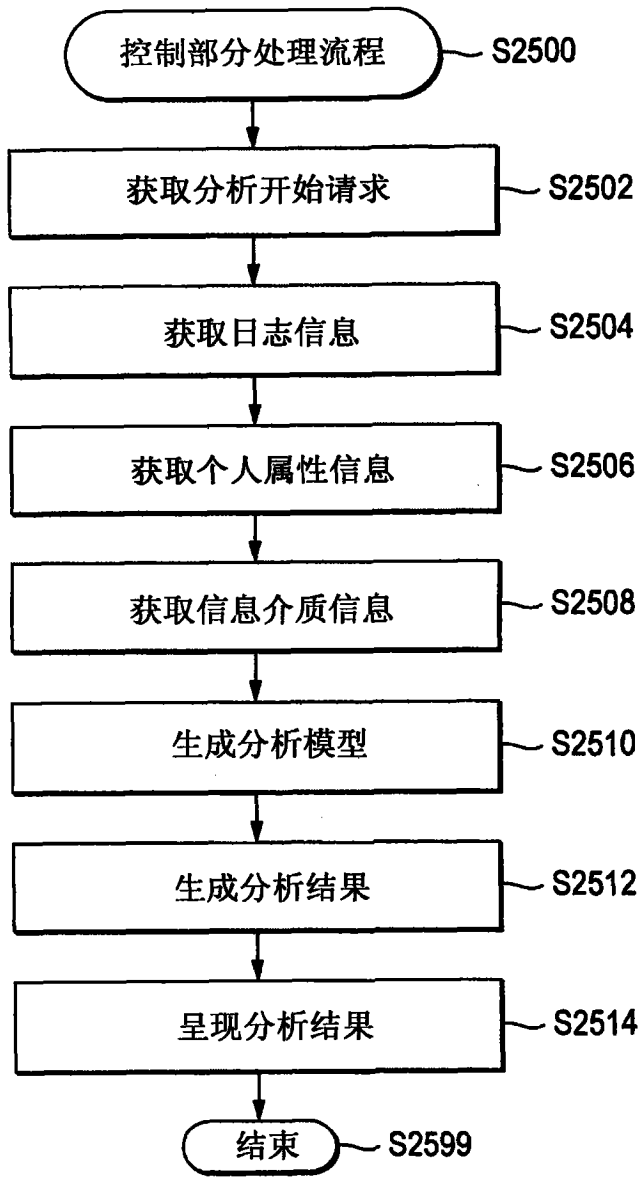 控制部分处理流程 S2500
获取分析开始请求 S2502
获取日志信息 S2504
获取个人属性信息 S2506
获取信息介质信息 S2508
生成分析模型 S2510
生成分析结果 S2512
呈现分析结果 S2514
结束 S2599